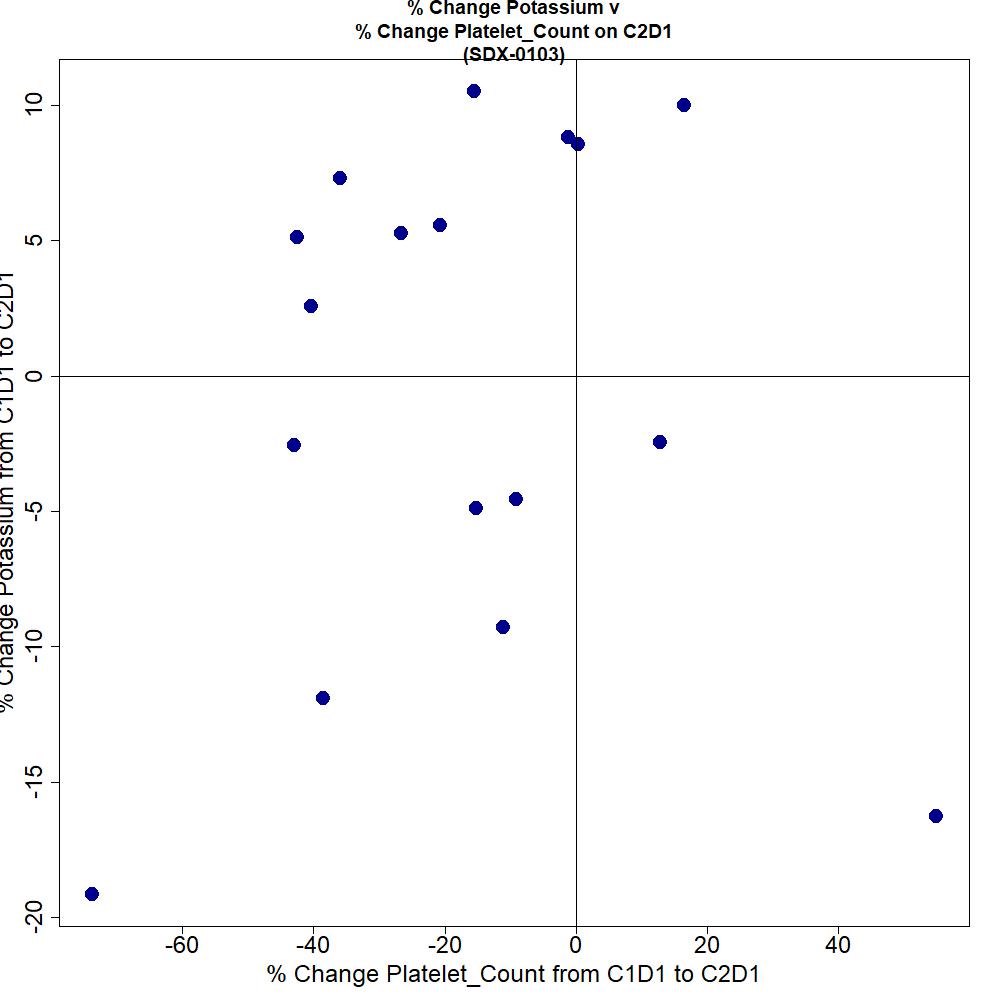 % Change Potassium v
% Change Platelet_Count on C2D1
(SDX-0103)
10
5
0
-5
-10
-15
-20
% Change Potassium from C1D1 to C2D1
-60
-40
-20
0
20
40
% Change Platelet_Count from C1D1 to C2D1